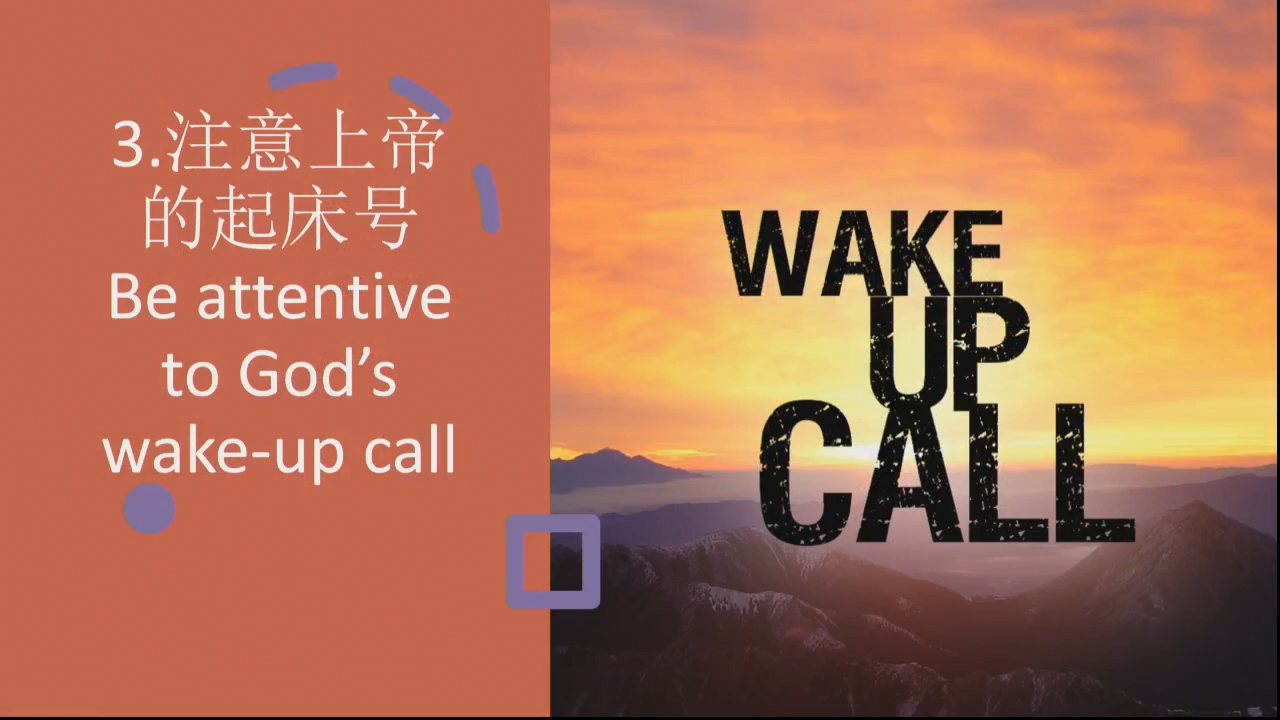 3.注意上帝
的起床号
Be attentive
to God’s
wake-up call
WAKE
UP
CALL